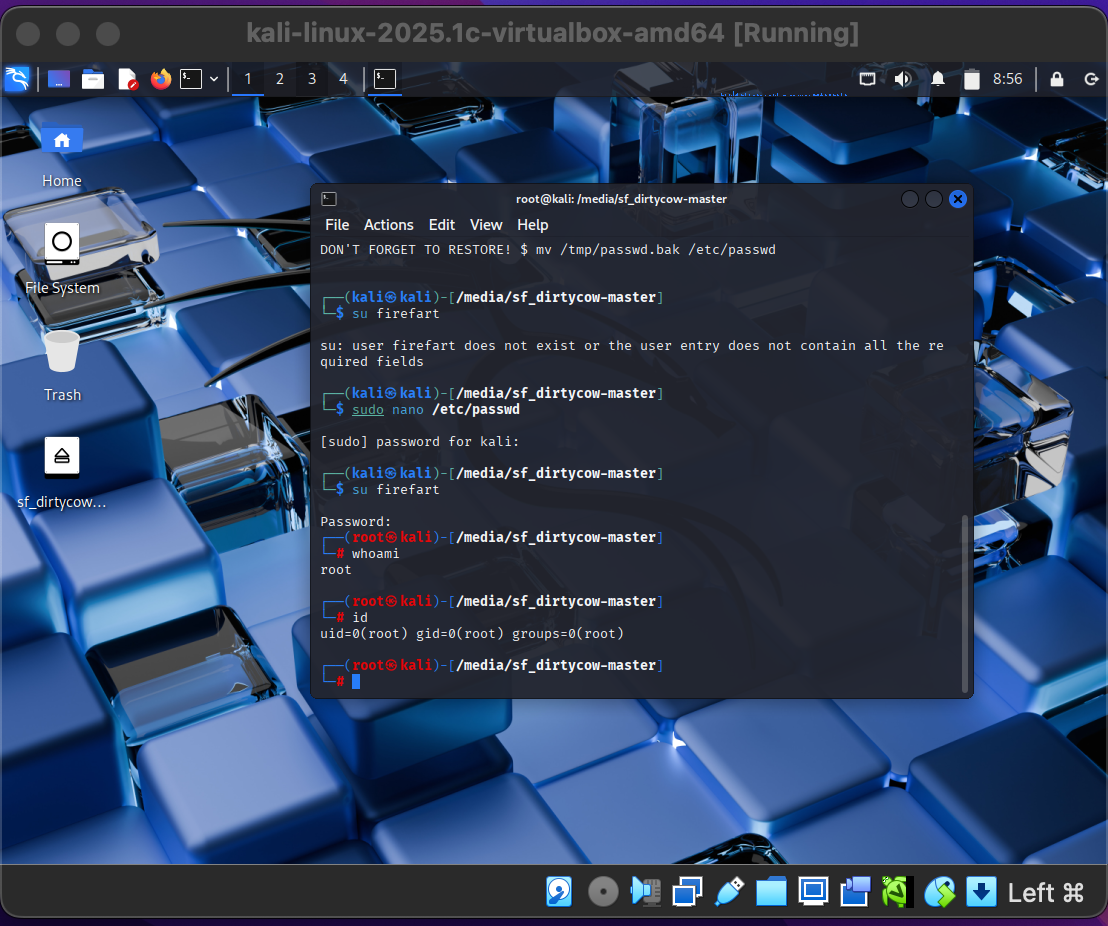 kali-linux-2025.1c-virtualbox-amd64 [Running]
1 2 3 4
8:56
Home
File System
Trash
sf_dirtycow...
root@kali: /media/sf_dirtycow-master
File Actions Edit View Help
DON'T FORGET TO RESTORE! $ mv /tmp/passwd.bak /etc/passwd
┌──(kali㉿kali)-[/media/sf_dirtycow-master]
└─$ su firefart
su: user firefart does not exist or the user entry does not contain all the re
quired fields
┌──(kali㉿kali)-[/media/sf_dirtycow-master]
└─$ sudo nano /etc/passwd
[sudo] password for kali:
┌──(kali㉿kali)-[/media/sf_dirtycow-master]
└─$ su firefart
Password:
┌──(root㉿kali)-[/media/sf_dirtycow-master]
└─# whoami
root
┌──(root㉿kali)-[/media/sf_dirtycow-master]
└─# id
uid=0(root) gid=0(root) groups=0(root)
┌──(root㉿kali)-[/media/sf_dirtycow-master]
└─#
Left ⌘